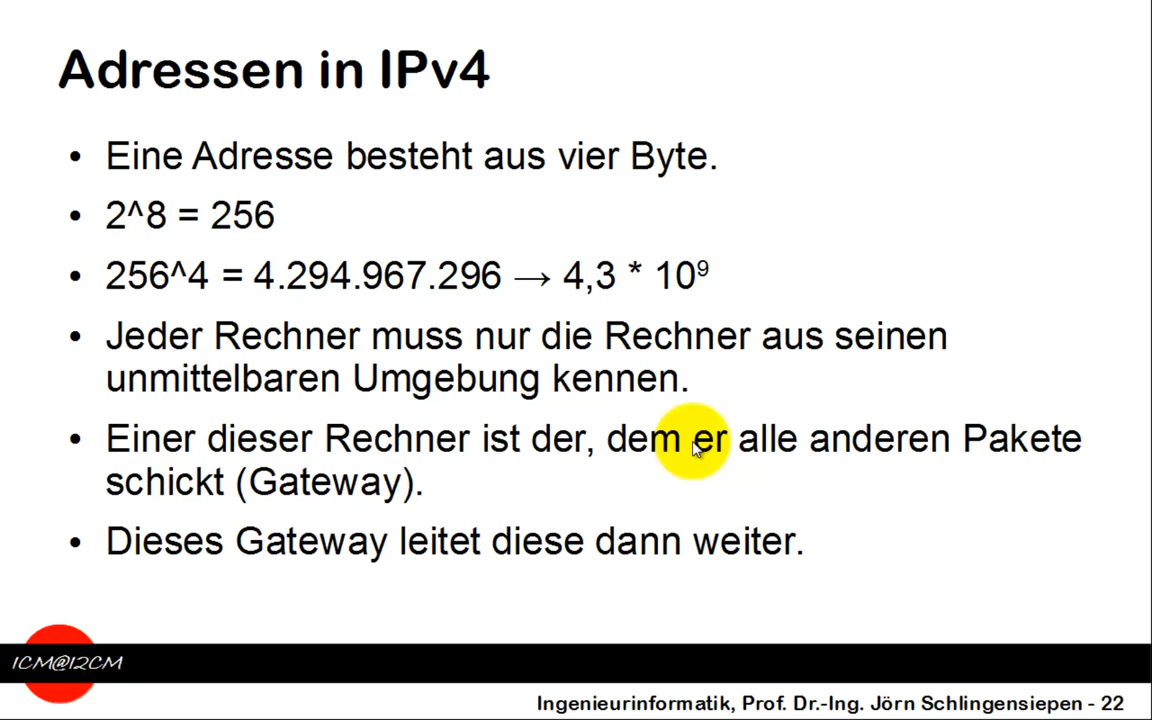 Adressen in IPv4
• Eine Adresse besteht aus vier Byte.
• 2^8 = 256
• 256^4 = 4.294.967.296 → 4,3 * 10⁹
• Jeder Rechner muss nur die Rechner aus seinen
unmittelbaren Umgebung kennen.
• Einer dieser Rechner ist der, dem er alle anderen Pakete
schickt (Gateway).
• Dieses Gateway leitet diese dann weiter.
ICM@I2CM
Ingenieurinformatik, Prof. Dr.-Ing. Jörn Schlingensiepen - 22